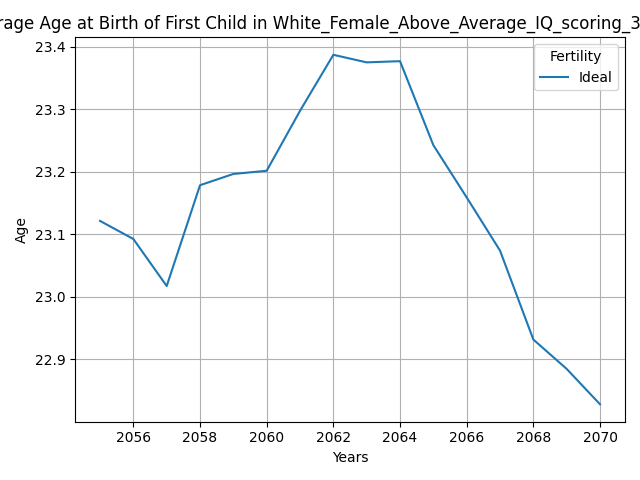 rage Age at Birth of First Child in White_Female_Above_Average_IQ_scoring_3
Fertility
Ideal
23.4
23.3
23.2
23.1
23.0
22.9
Age
2056 2058 2060 2062 2064 2066 2068 2070
Years